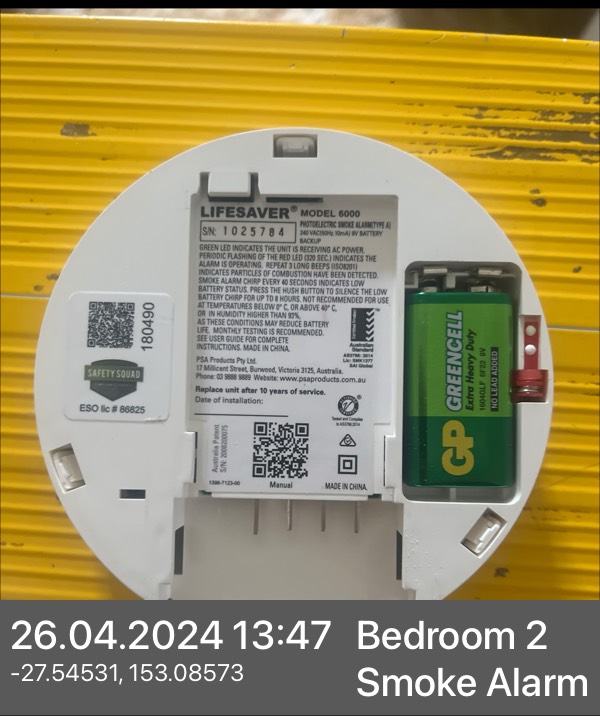 LIFESAVER® MODEL 6000
S/N: 1025784
PHOTOELECTRIC SMOKE ALARM(TYPE A)
240 VAC(50Hz 10mA) 9V BATTERY
BACKUP
GREEN LED INDICATES THE UNIT IS RECEIVING AC POWER.
PERIODIC FLASHING OF THE RED LED (320 SEC.) INDICATES THE
ALARM IS OPERATING. REPEAT 3 LONG BEEPS (ISO8201)
INDICATES PARTICLES OF COMBUSTION HAVE BEEN DETECTED.
SMOKE ALARM CHIRP EVERY 40 SECONDS INDICATES LOW
BATTERY STATUS. PRESS THE HUSH BUTTON TO SILENCE THE LOW
BATTERY CHIRP FOR UP TO 8 HOURS. NOT RECOMMENDED FOR USE
AT TEMPERATURES BELOW 0° C, OR ABOVE 40° C,
OR IN HUMIDITY HIGHER THAN 93%,
AS THESE CONDITIONS MAY REDUCE BATTERY
LIFE. MONTHLY TESTING IS RECOMMENDED.
SEE USER GUIDE FOR COMPLETE
INSTRUCTIONS. MADE IN CHINA.
Australian
Standard
AS3786: 2014
Lic: SMK1377
SAI Global
PSA Products Pty Ltd.
17 Millicent Street, Burwood, Victoria 3125, Australia.
Phone: 03 9888 9889 Website: www.psaproducts.com.au
Replace unit after 10 years of service.
Date of installation:
Tested and Complies
to AS3786:2014
Australia Patent
S/N: 2008200075
1398-7123-00
Manual
MADE IN CHINA.
180490
SAFETY SQUAD
ESO lic # 86825
GP GREENCELL
Extra Heavy Duty
1604GLF 6F22 9V
NO LEAD ADDED
26.04.2024 13:47
-27.54531, 153.08573
Bedroom 2
Smoke Alarm